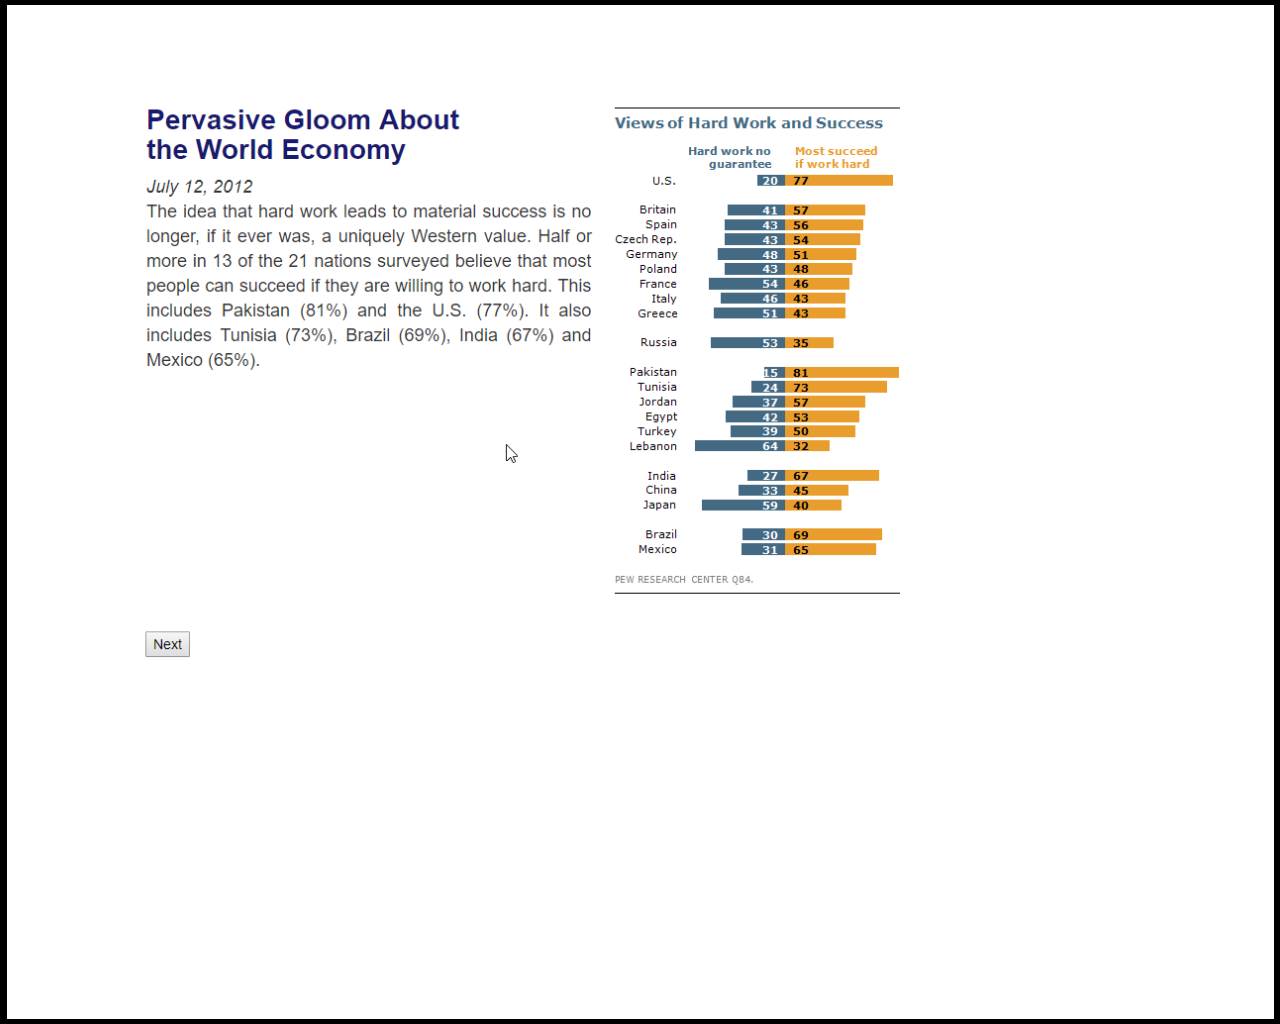 Pervasive Gloom About
the World Economy
July 12, 2012
The idea that hard work leads to material success is no
longer, if it ever was, a uniquely Western value. Half or
more in 13 of the 21 nations surveyed believe that most
people can succeed if they are willing to work hard. This
includes Pakistan (81%) and the U.S. (77%). It also
includes Tunisia (73%), Brazil (69%), India (67%) and
Mexico (65%).
Views of Hard Work and Success
Hard work no guarantee
Most succeed if work hard
U.S. 20 77
Britain 41 57
Spain 43 56
Czech Rep. 43 54
Germany 48 51
Poland 43 48
France 54 46
Italy 46 43
Greece 51 43
Russia 53 35
Pakistan 15 81
Tunisia 24 73
Jordan 37 57
Egypt 42 53
Turkey 39 50
Lebanon 64 32
India 27 67
China 33 45
Japan 59 40
Brazil 30 69
Mexico 31 65
PEW RESEARCH CENTER Q84.
Next